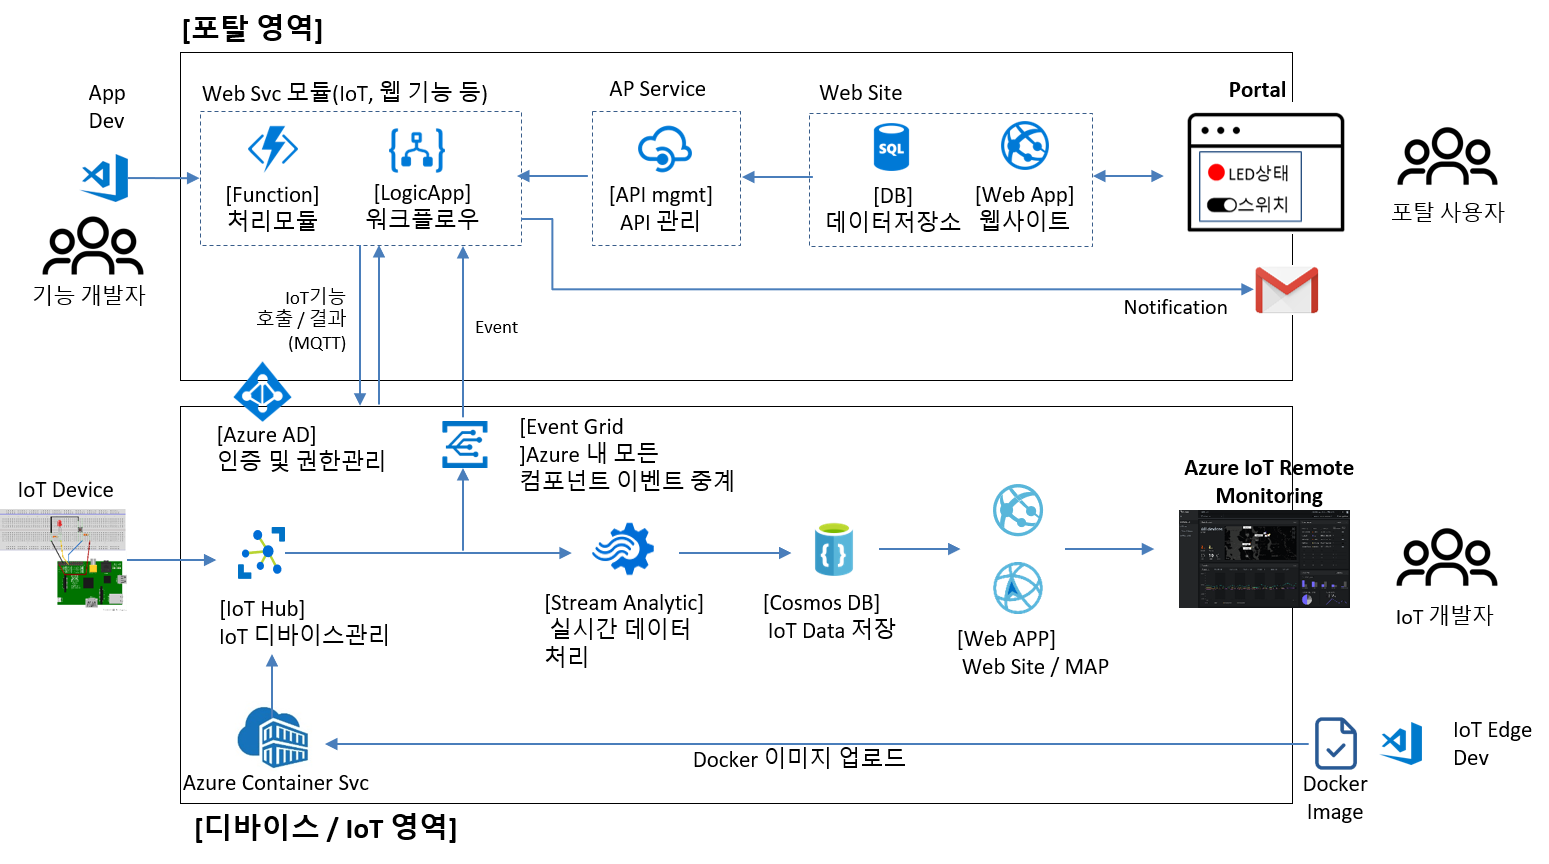 [포탈 영역]
App
Dev
기능 개발자
Web Svc 모듈(IoT, 웹 기능 등)
[Function]
처리모듈
[LogicApp]
워크플로우
AP Service
[API mgmt]
API 관리
Web Site
SQL
[DB]
데이터저장소
[Web App]
웹사이트
Portal
LED상태
스위치
포탈 사용자
IoT기능
호출 / 결과
(MQTT)
Event
Notification
[Azure AD]
인증 및 권한관리
[Event Grid
]Azure 내 모든
컴포넌트 이벤트 중계
IoT Device
[IoT Hub]
IoT 디바이스관리
[Stream Analytic]
실시간 데이터
처리
[Cosmos DB]
IoT Data 저장
[Web APP]
Web Site / MAP
Azure IoT Remote
Monitoring
IoT 개발자
Azure Container Svc
Docker 이미지 업로드
Docker
Image
IoT Edge
Dev
[디바이스 / IoT 영역]